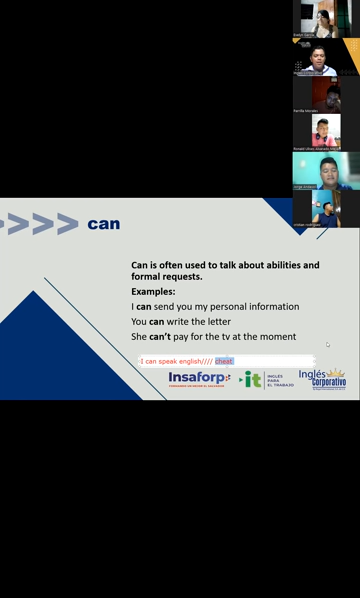 >>>> can
Can is often used to talk about abilities and
formal requests.
Examples:
I can send you my personal information
You can write the letter
She can't pay for the tv at the moment
I can speak english//// cheat
Insaforp
it
INGLÉS
PARA
EL TRABAJO
Inglés
Corporativo